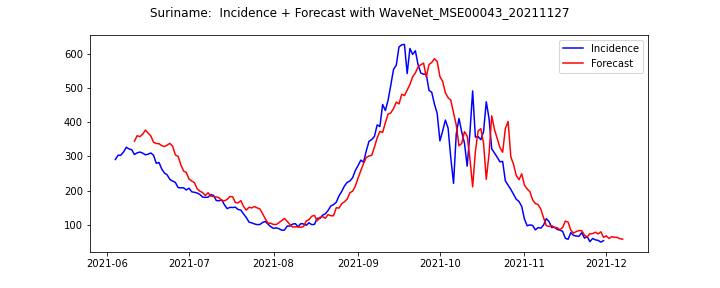 Suriname:  Incidence + Forecast with WaveNet_MSE00043_20211127
Incidence
Forecast
600
500
400
300
200
100
2021-06 2021-07 2021-08 2021-09 2021-10 2021-11 2021-12